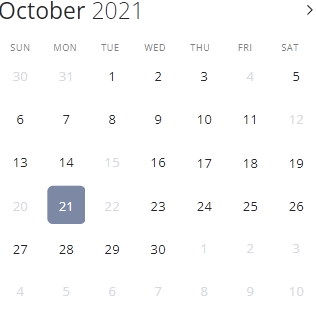 October 2021
SUN MON TUE WED THU FRI SAT
30 31 1 2 3 4 5
6 7 8 9 10 11 12
13 14 15 16 17 18 19
20 21 22 23 24 25 26
27 28 29 30 1 2 3
4 5 6 7 8 9 10